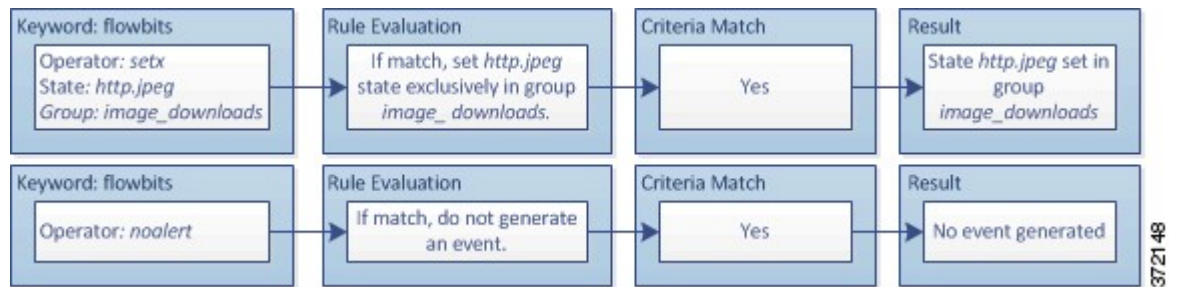 Keyword: flowbits
Operator: setx
State: http.jpeg
Group: image_downloads
Rule Evaluation
If match, set http.jpeg
state exclusively in group
image_ downloads.
Criteria Match
Yes
Result
State http.jpeg set in
group
image_downloads
Keyword: flowbits
Operator: noalert
Rule Evaluation
If match, do not generate
an event.
Criteria Match
Yes
Result
No event generated
372148